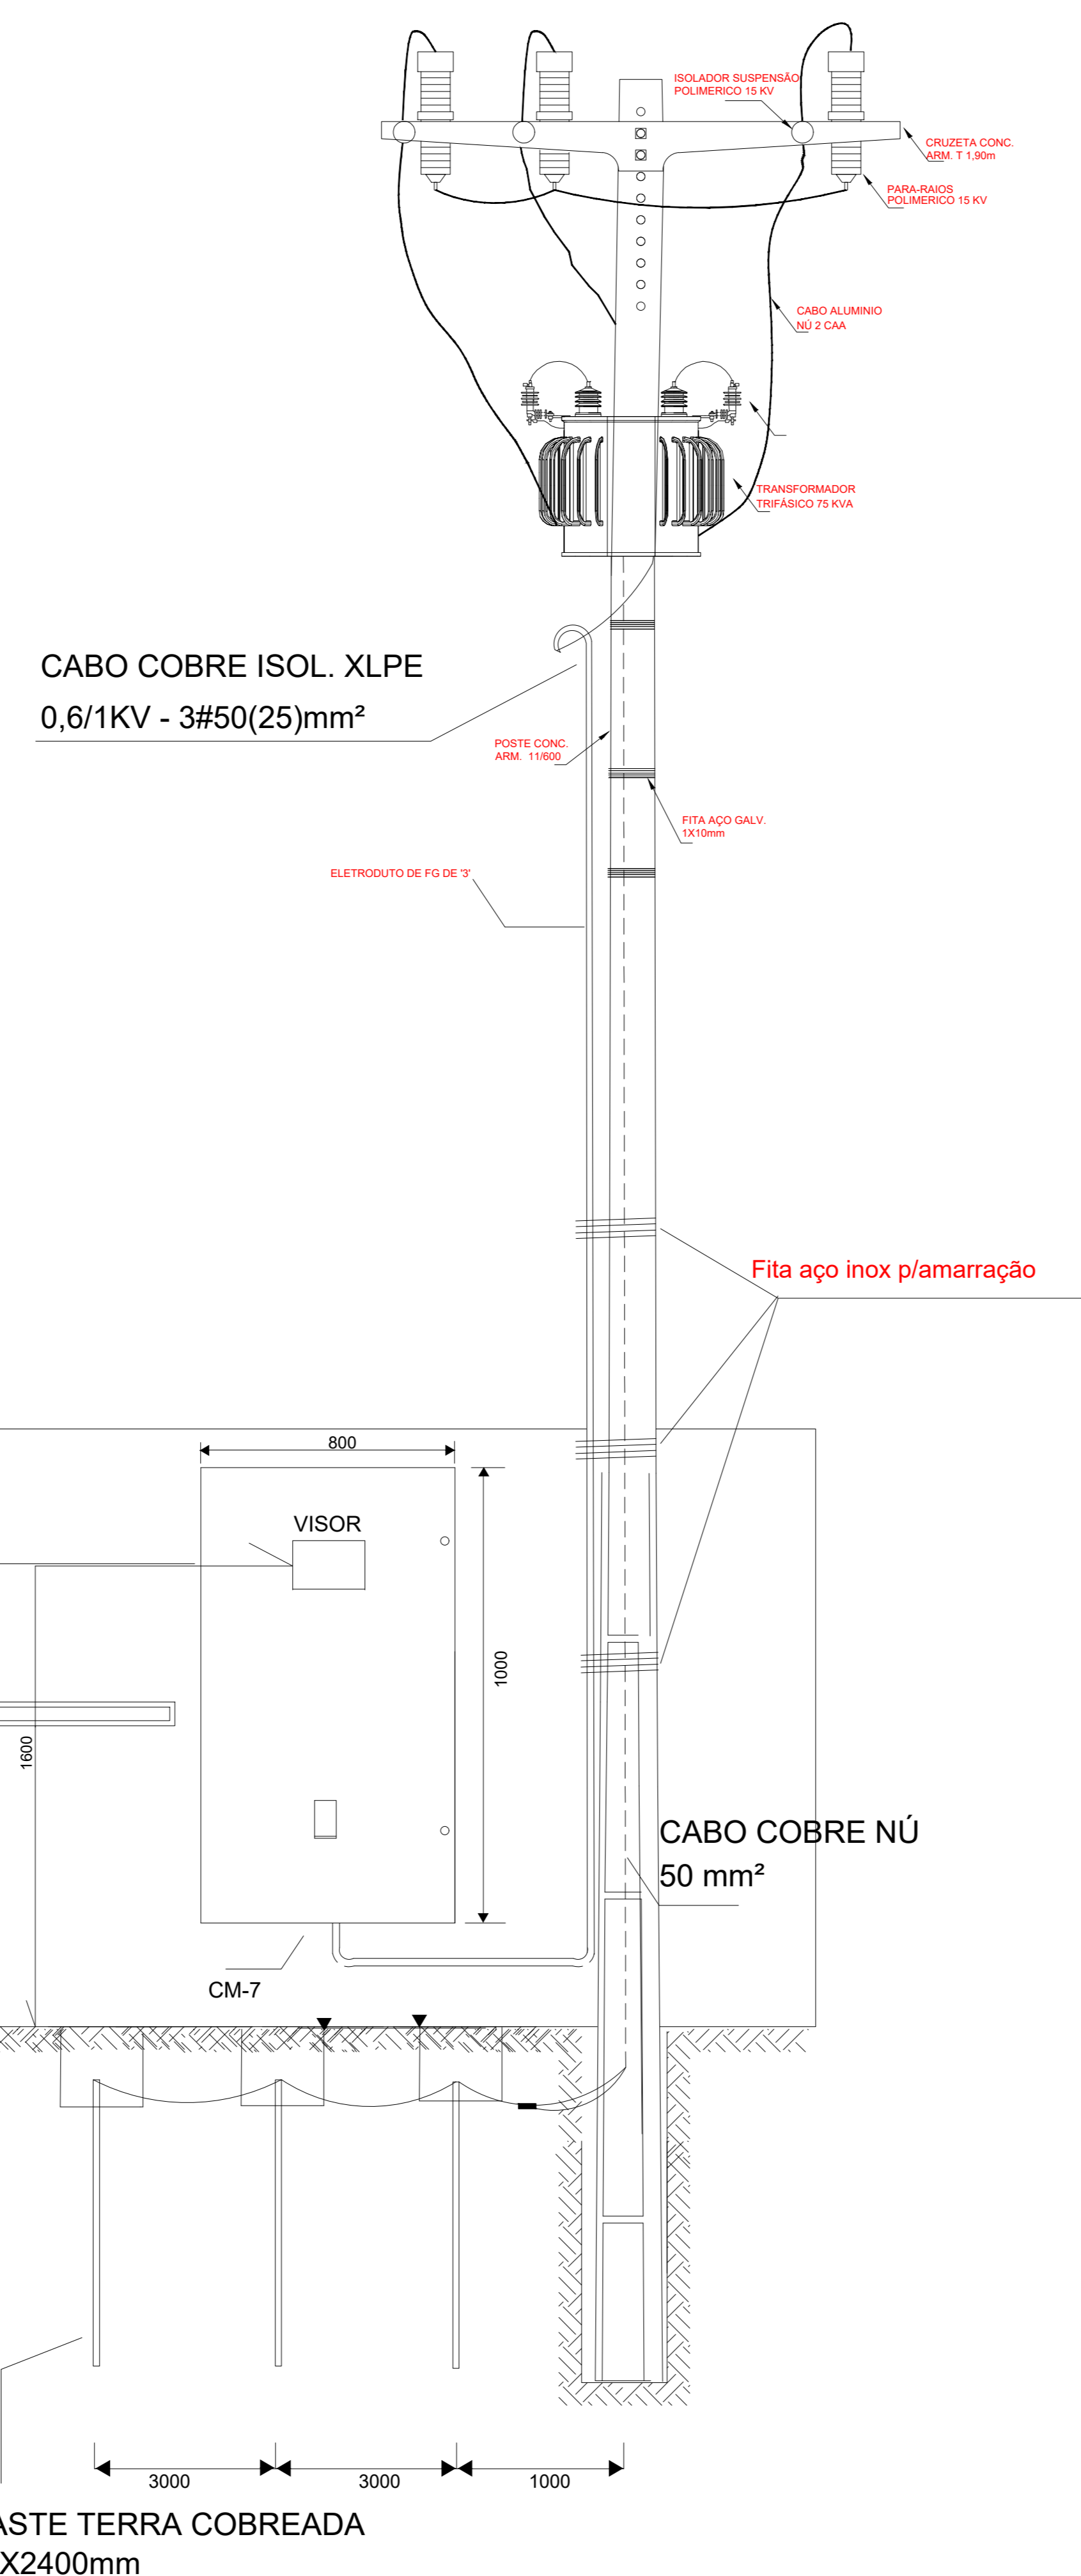 ISOLADOR SUSPENSÃO
POLIMERICO 15 KV
CRUZETA CONC.
ARM. T 1,90m
PARA-RAIOS
POLIMERICO 15 KV
CABO ALUMINIO
NÚ 2 CAA
TRANSFORMADOR
TRIFÁSICO 75 KVA
CABO COBRE ISOL. XLPE
0,6/1KV - 3#50(25)mm²
POSTE CONC.
ARM. 11/600
FITA AÇO GALV.
1X10mm
ELETRODUTO DE FG DE '3'
Fita aço inox p/amarração
800
VISOR
1000
1600
CABO COBRE NÚ
50 mm²
CM-7
3000
3000
1000
ASTE TERRA COBREADA
X2400mm